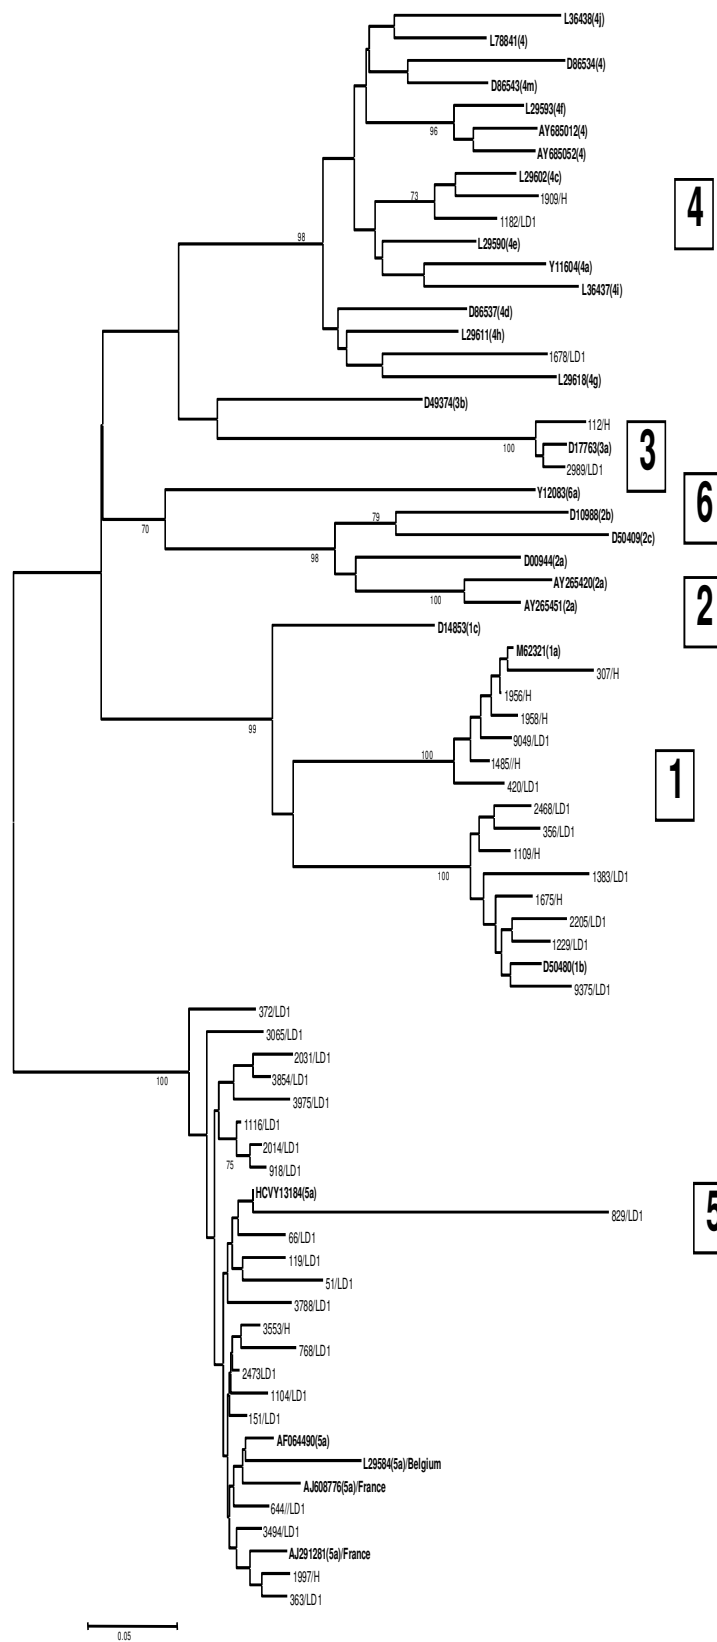 L36438(4j)
L78841(4)
D86534(4)
D86543(4m)
L29593(4f)
96
AY685012(4)
AY685052(4)
L29602(4c)
73
1909/H
4
1182/LD1
98
L29590(4e)
Y11604(4a)
L36437(4i)
D86537(4d)
L29611(4h)
1678/LD1
L29618(4g)
D49374(3b)
112/H
100
D17763(3a)
3
2989/LD1
Y12083(6a)
6
79
D10988(2b)
70
D50409(2c)
98
D00944(2a)
AY265420(2a)
100
AY265451(2a)
2
D14853(1c)
M62321(1a)
307/H
1956/H
1958/H
99
9049/LD1
100
1485//H
1
420/LD1
2468/LD1
356/LD1
1109/H
100
1383/LD1
1675/H
2205/LD1
1229/LD1
D50480(1b)
9375/LD1
372/LD1
3065/LD1
2031/LD1
100
3854/LD1
3975/LD1
1116/LD1
2014/LD1
75
918/LD1
HCVY13184(5a)
829/LD1
5
66/LD1
119/LD1
51/LD1
3788/LD1
3553/H
768/LD1
2473LD1
1104/LD1
151/LD1
AF064490(5a)
L29584(5a)/Belgium
AJ608776(5a)/France
644//LD1
3494/LD1
AJ291281(5a)/France
1997/H
363/LD1
0.05